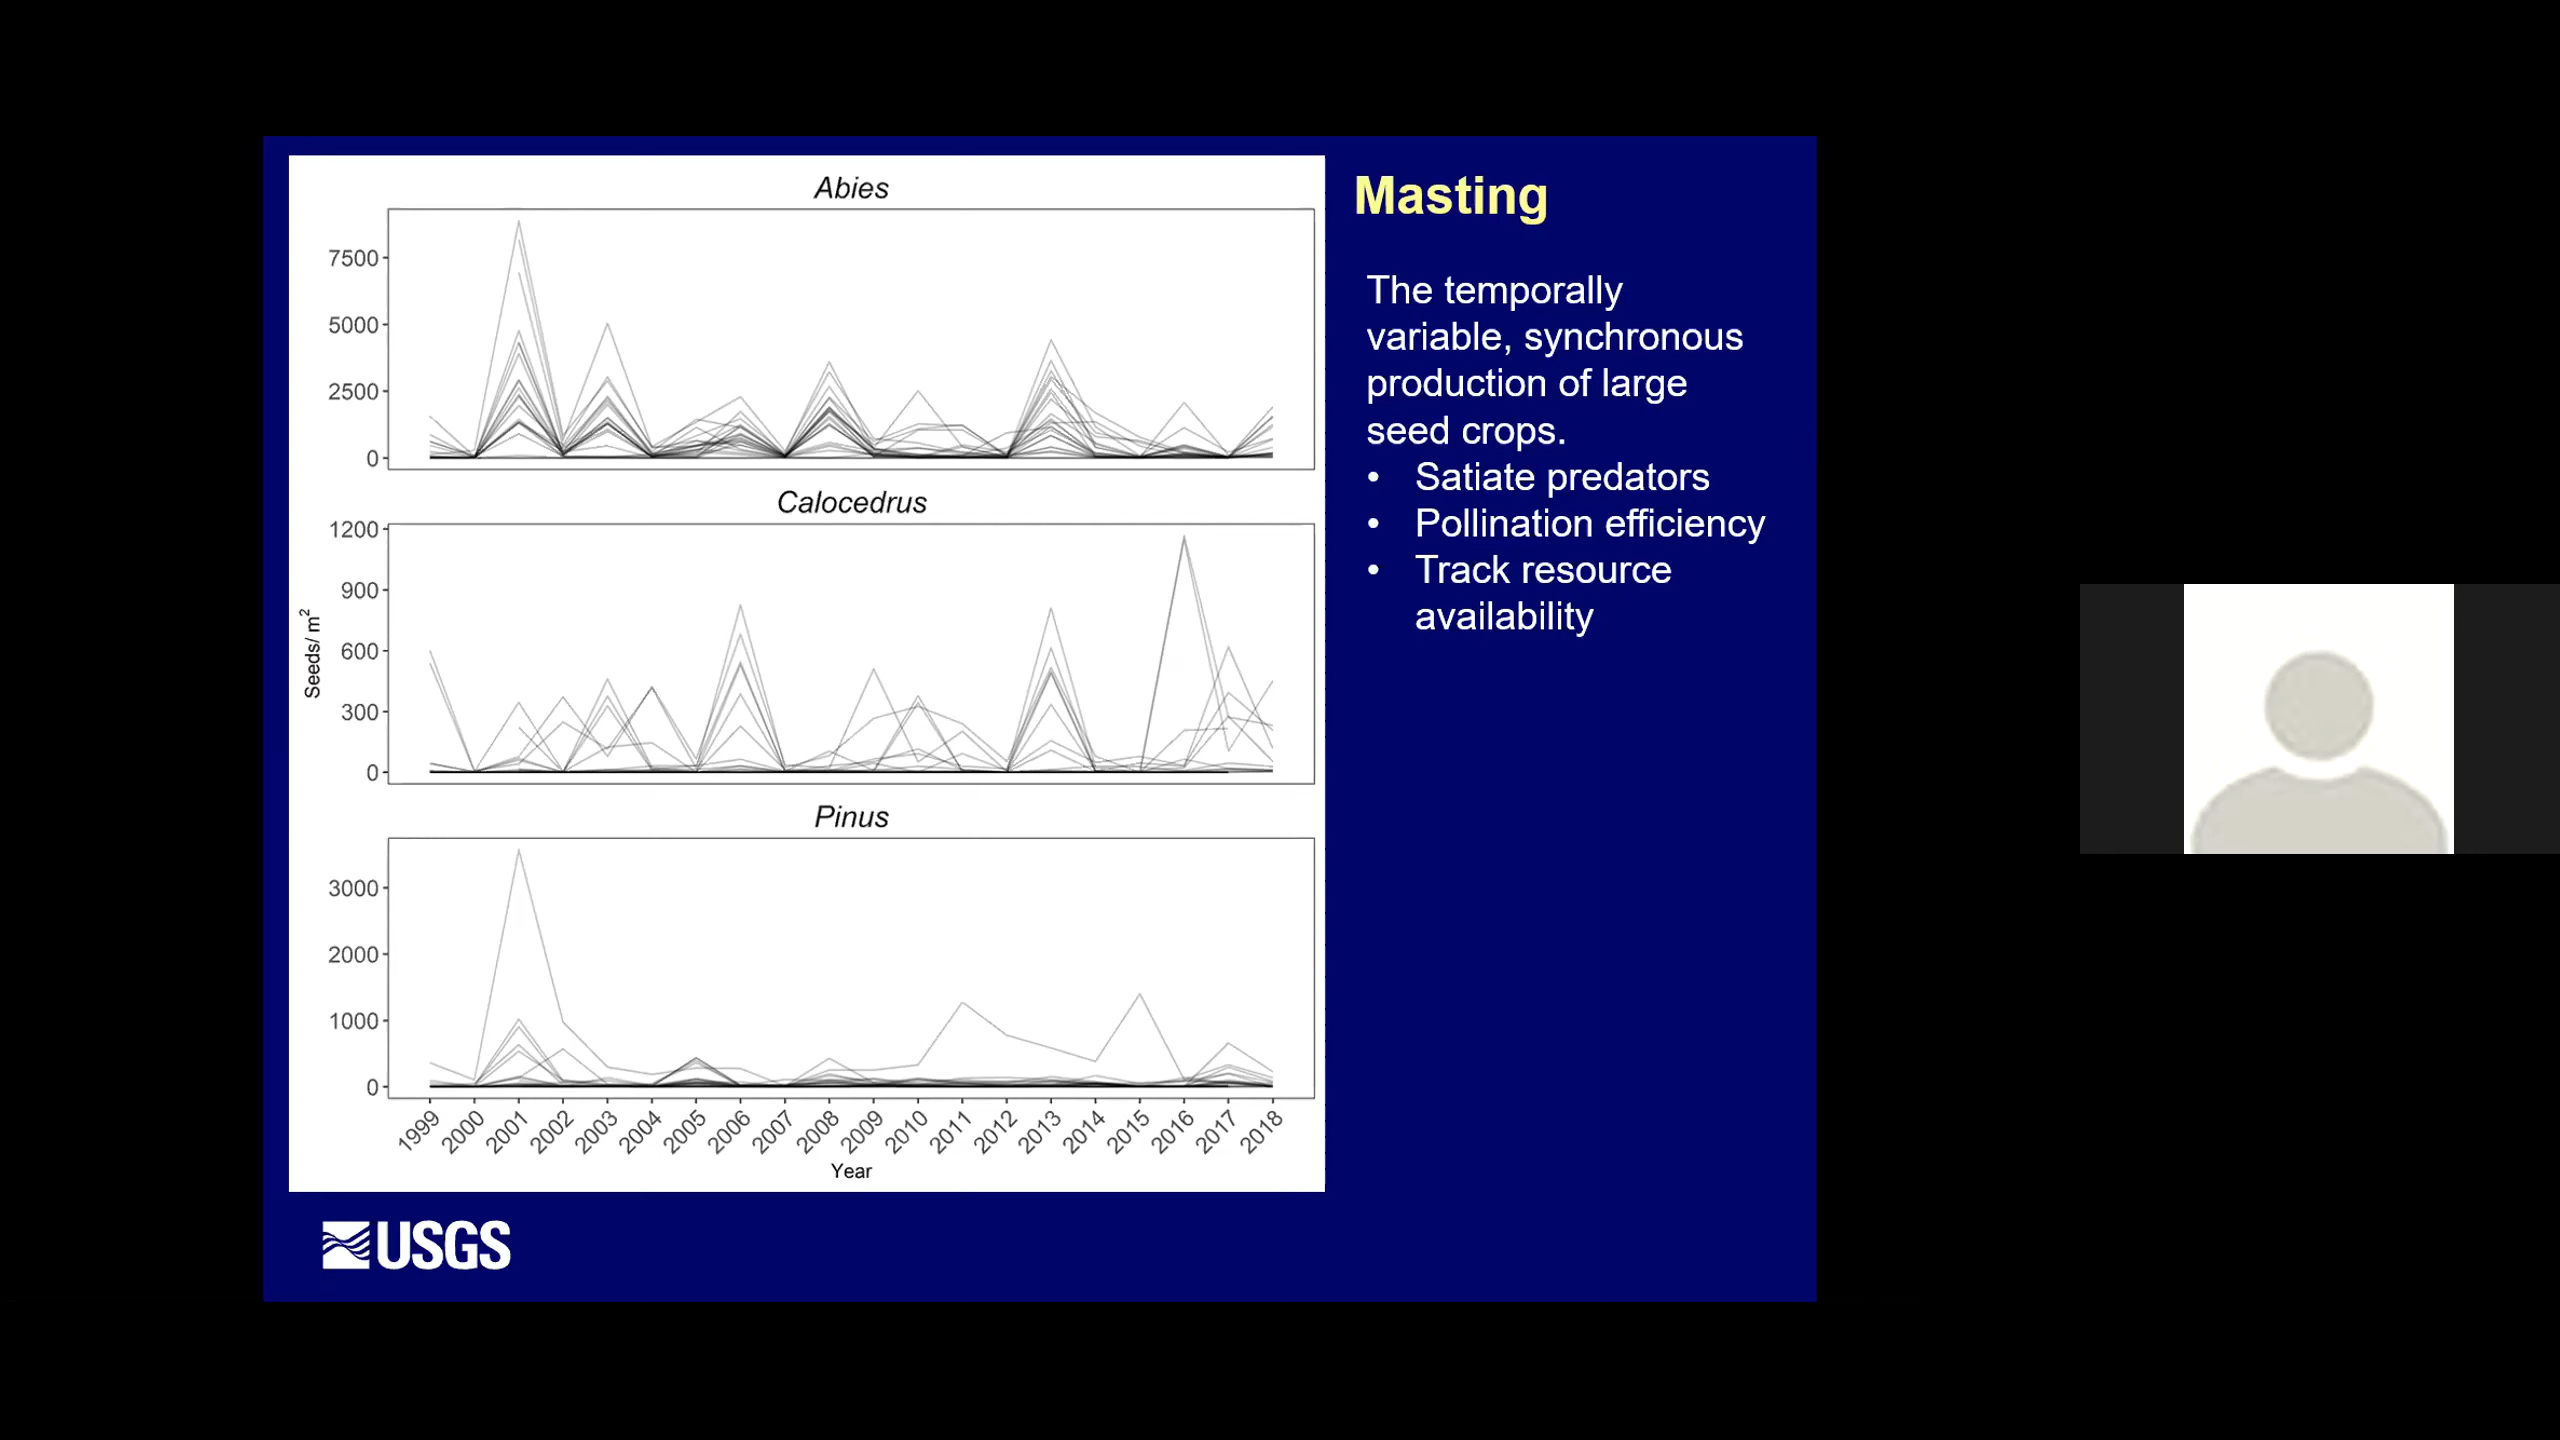 Abies
7500
5000
2500
0
Calocedrus
1200
900
600
300
0
Seeds/ m²
Pinus
3000
2000
1000
0
1999 2000 2001 2002 2003 2004 2005 2006 2007 2008 2009 2010 2011 2012 2013 2014 2015 2016 2017 2018
Year
Masting
The temporally
variable, synchronous
production of large
seed crops.
• Satiate predators
• Pollination efficiency
• Track resource
availability
USGS